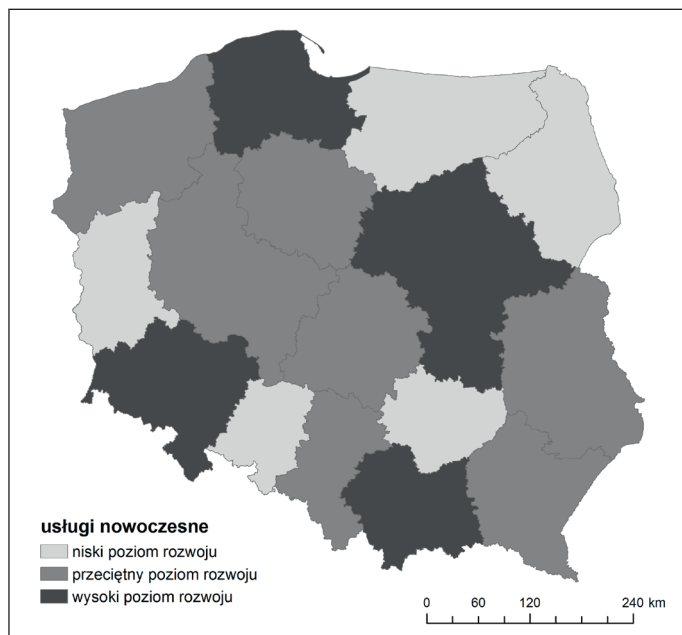 usługi nowoczesne
niski poziom rozwoju
przeciętny poziom rozwoju
wysoki poziom rozwoju
0 60 120 240 km